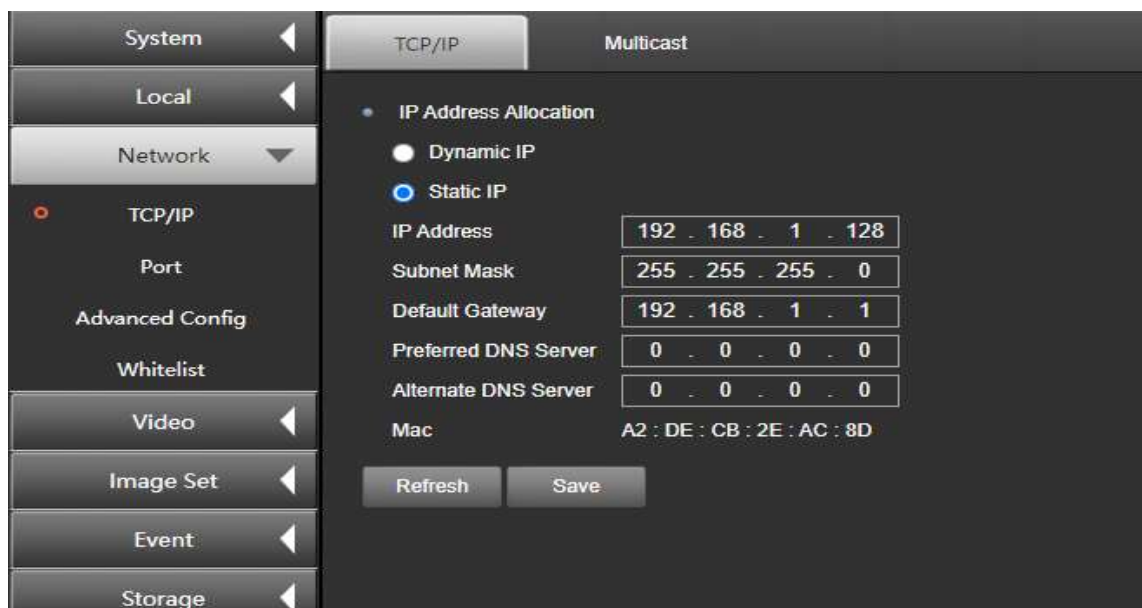 System
Local
Network
TCP/IP
Port
Advanced Config
Whitelist
Video
Image Set
Event
Storage
TCP/IP Multicast
IP Address Allocation
Dynamic IP
Static IP
IP Address 192 . 168 . 1 . 128
Subnet Mask 255 . 255 . 255 . 0
Default Gateway 192 . 168 . 1 . 1
Preferred DNS Server 0 . 0 . 0 . 0
Alternate DNS Server 0 . 0 . 0 . 0
Mac A2 : DE : CB : 2E : AC : 8D
Refresh Save